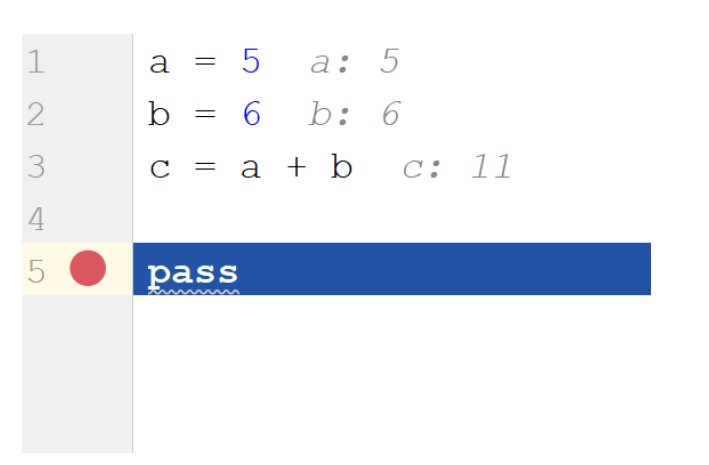 1 a = 5 a: 5
2 b = 6 b: 6
3 c = a + b c: 11
4
5 pass